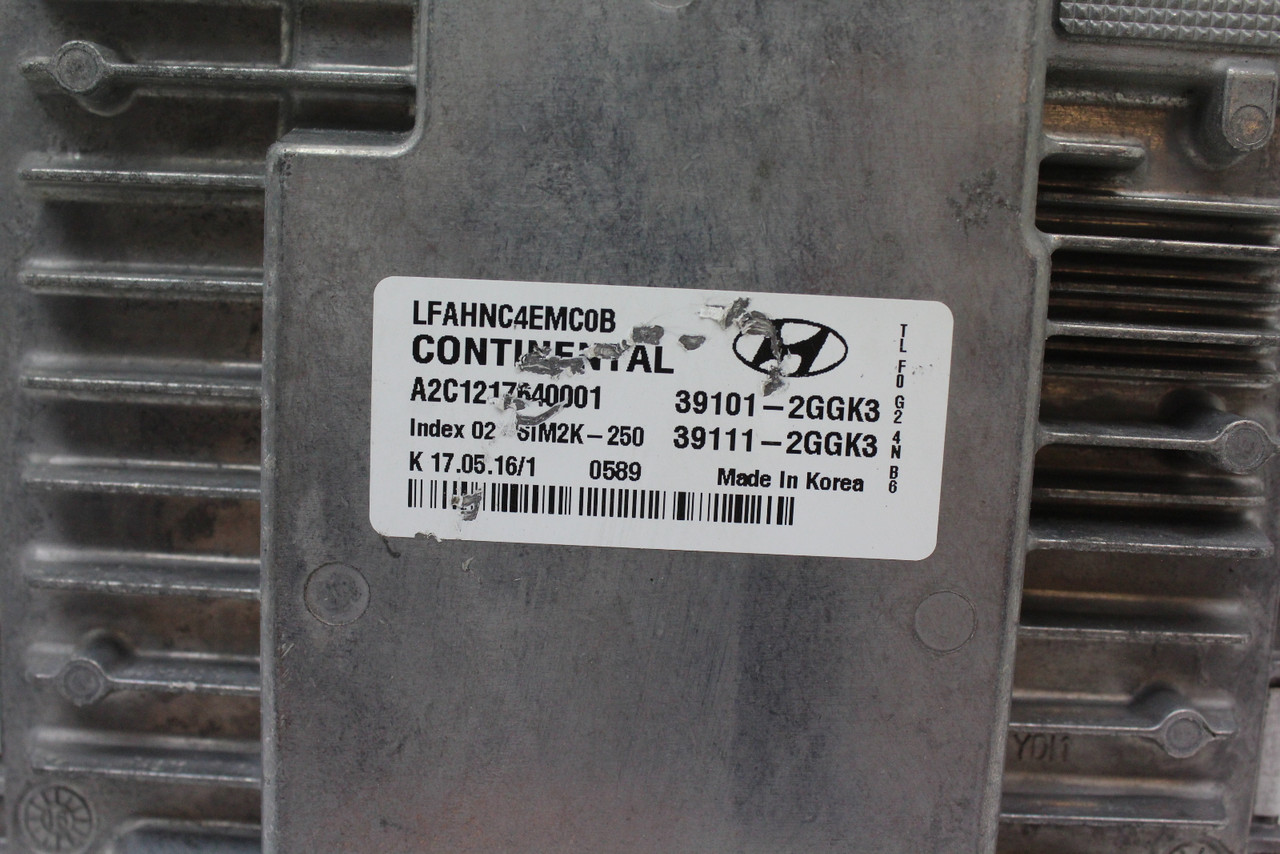 LFAHNC4EMC0B
CONTINENTAL
A2C1217640001
39101-2GGK3
Index 02 SIM2K-250
39111-2GGK3
K 17.05.16/1 0589 Made In Korea
TL F0 G2 4N B6
YDI1